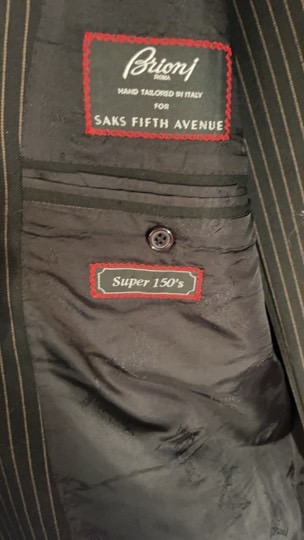 Brioni
ROMA
HAND TAILORED IN ITALY
FOR
SAKS FIFTH AVENUE
Super 150's